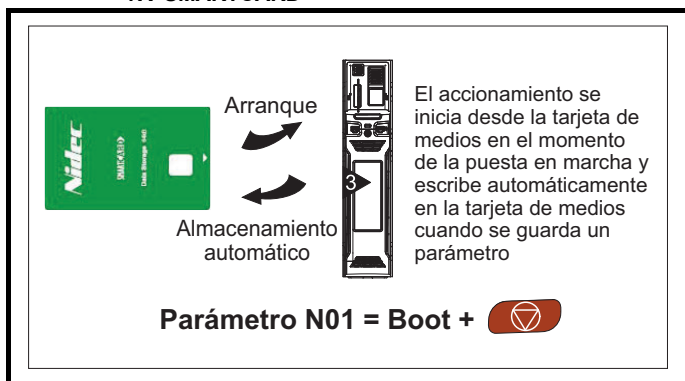 Arranque
Nidec
SMARTCARD
Data Storage
Almacenamiento
automático
3
El accionamiento se
inicia desde la tarjeta de
medios en el momento
de la puesta en marcha y
escribe automáticamente
en la tarjeta de medios
cuando se guarda un
parámetro
Parámetro N01 = Boot +